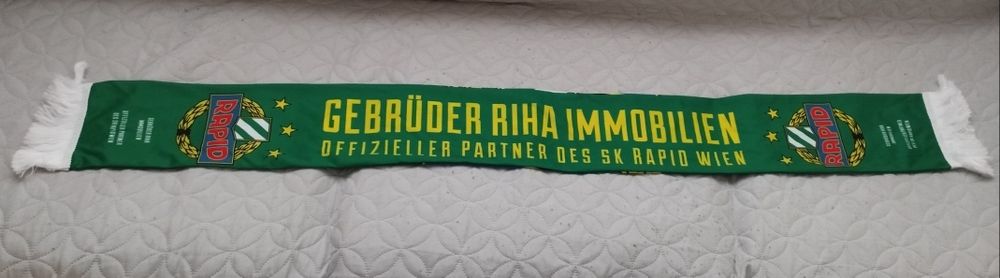 RAPID
GEBRÜDER RIHA IMMOBILIEN
OFFIZIELLER PARTNER DES SK RAPID WIEN
RAPID